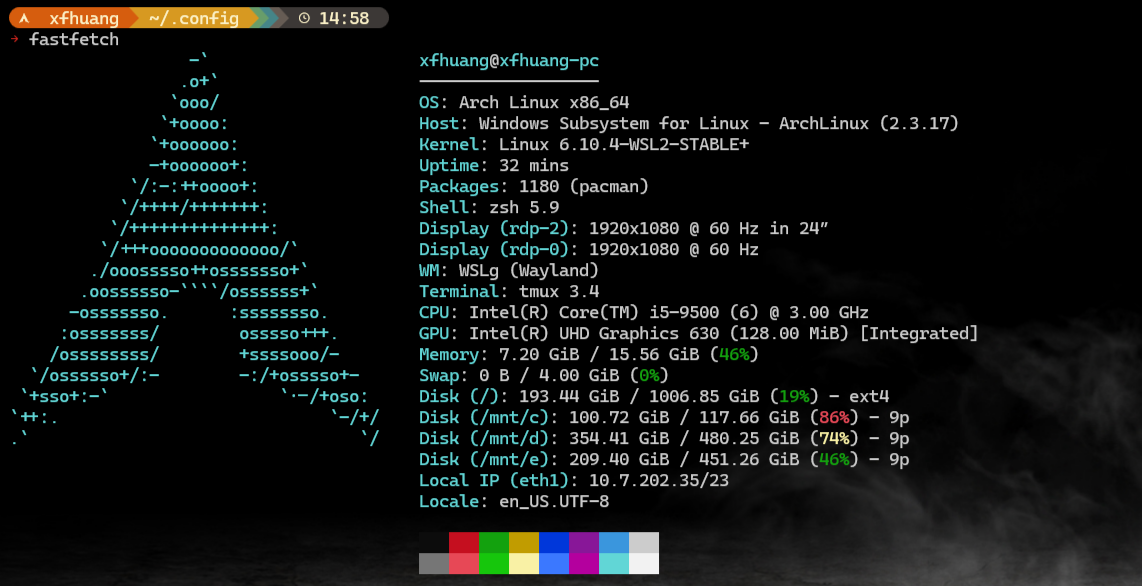 xfhuang ~/.config 14:58
→ fastfetch
-`
.o+`
`ooo/
`+oooo:
`+oooooo:
-+oooooo+:
`/:-:++oooo+:
`/++++/+++++++:
`/++++++++++++++:
`/+++ooooooooooooo/`
./ooosssso++osssssso+`
.oossssso-````/ossssss+`
-osssssso. :ssssssso.
:osssssss/ osssso+++.
/ossssssss/ +ssssooo/-
`/ossssso+/:- -:/+osssso+-
`+sso+:-` `.-/+oso:
`++:. `-/+/
.` `/
xfhuang@xfhuang-pc
OS: Arch Linux x86_64
Host: Windows Subsystem for Linux - ArchLinux (2.3.17)
Kernel: Linux 6.10.4-WSL2-STABLE+
Uptime: 32 mins
Packages: 1180 (pacman)
Shell: zsh 5.9
Display (rdp-2): 1920x1080 @ 60 Hz in 24”
Display (rdp-0): 1920x1080 @ 60 Hz
WM: WSLg (Wayland)
Terminal: tmux 3.4
CPU: Intel(R) Core(TM) i5-9500 (6) @ 3.00 GHz
GPU: Intel(R) UHD Graphics 630 (128.00 MiB) [Integrated]
Memory: 7.20 GiB / 15.56 GiB (46%)
Swap: 0 B / 4.00 GiB (0%)
Disk (/): 193.44 GiB / 1006.85 GiB (19%) - ext4
Disk (/mnt/c): 100.72 GiB / 117.66 GiB (86%) - 9p
Disk (/mnt/d): 354.41 GiB / 480.25 GiB (74%) - 9p
Disk (/mnt/e): 209.40 GiB / 451.26 GiB (46%) - 9p
Local IP (eth1): 10.7.202.35/23
Locale: en_US.UTF-8